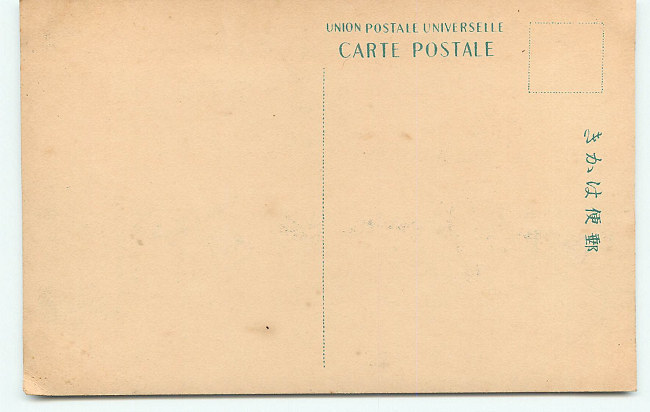 UNION POSTALE UNIVERSELLE
CARTE POSTALE
郵便はかき